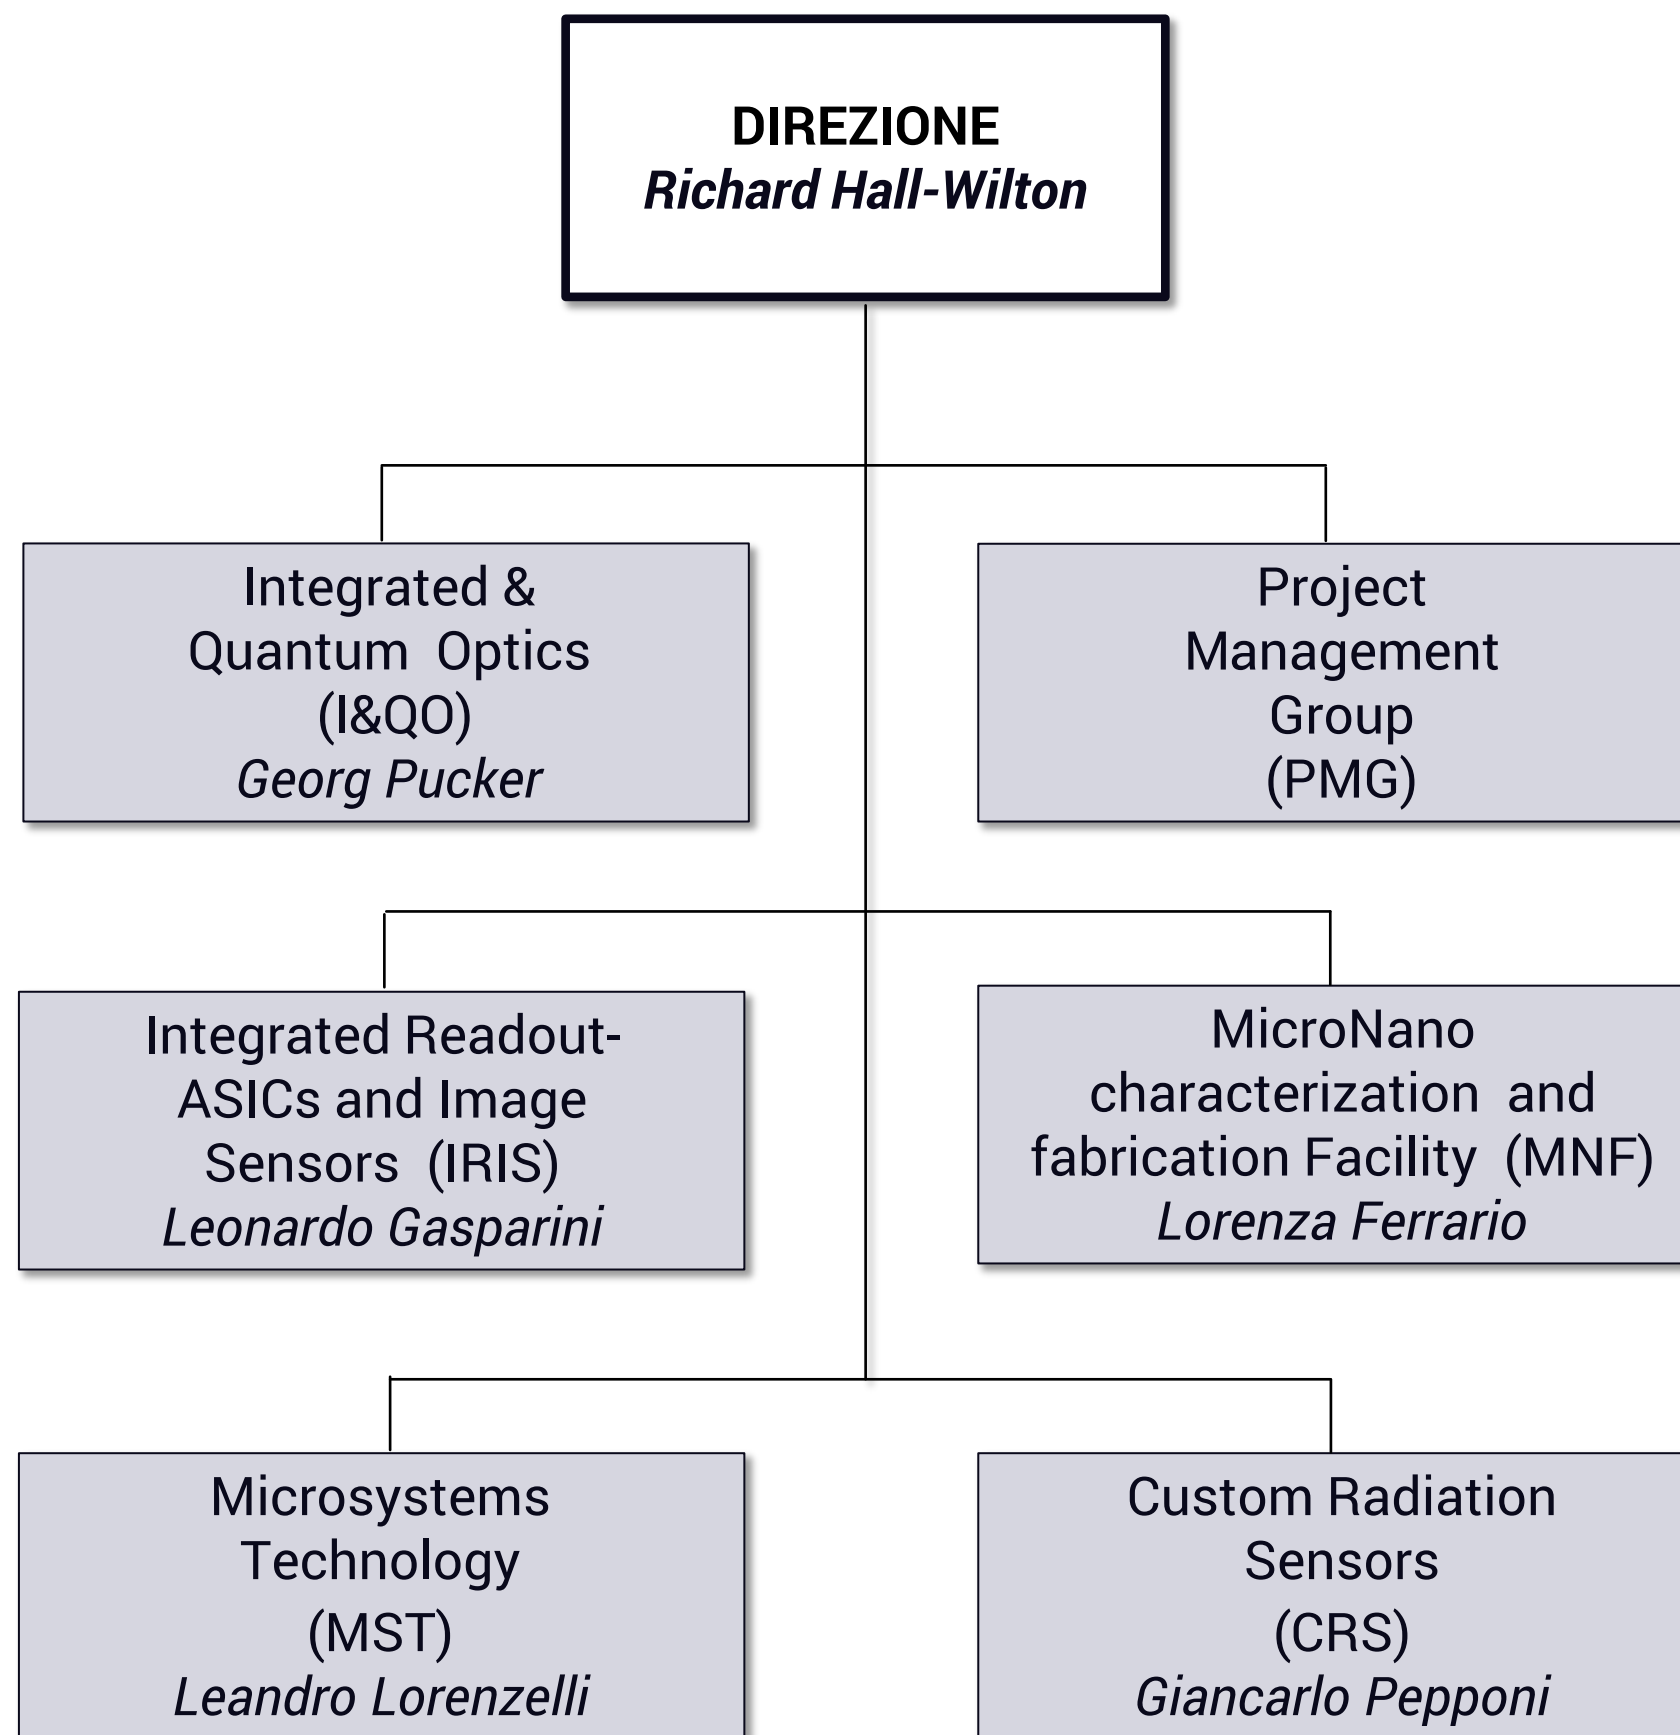 DIREZIONE
Richard Hall-Wilton
Integrated &
Quantum Optics
(I&QO)
Georg Pucker
Project
Management
Group
(PMG)
Integrated Readout-
ASICs and Image
Sensors (IRIS)
Leonardo Gasparini
MicroNano
characterization and
fabrication Facility (MNF)
Lorenza Ferrario
Microsystems
Technology
(MST)
Leandro Lorenzelli
Custom Radiation
Sensors
(CRS)
Giancarlo Pepponi